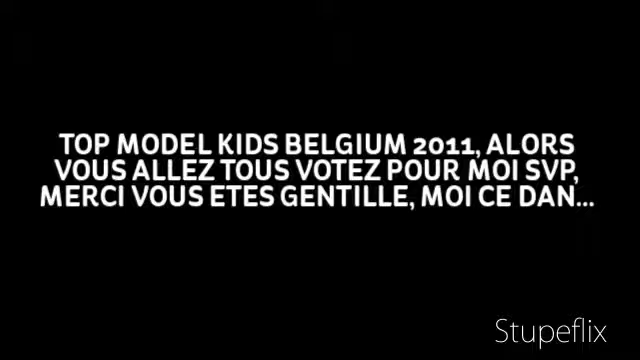 TOP MODEL KIDS BELGIUM 2011, ALORS
VOUS ALLEZ TOUS VOTEZ POUR MOI SVP,
MERCI VOUS ETES GENTILLE, MOI CE DAN...
Stupeflix